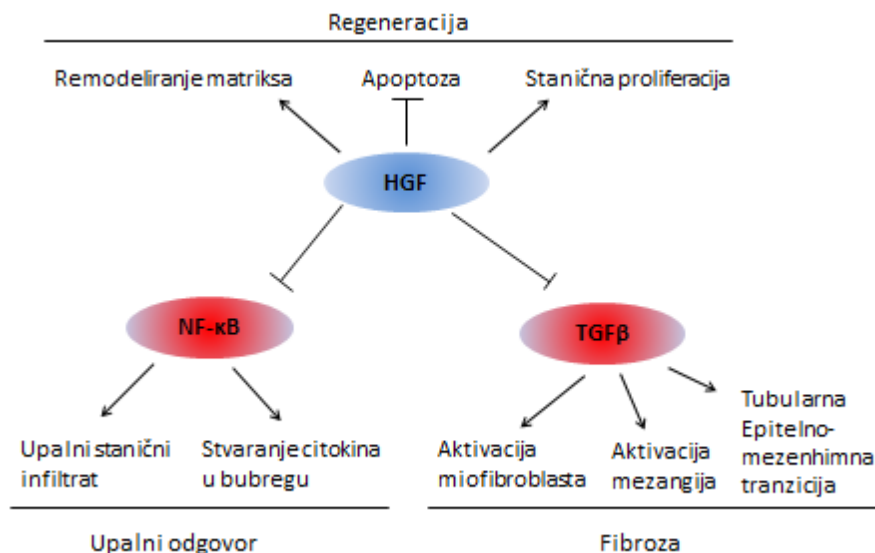 Regeneracija
Remodeliranje matriksa
Apoptoza
Stanična proliferacija
HGF
NF-κB
TGFβ
Upalni stanični
infiltrat
Stvaranje citokina
u bubregu
Aktivacija
miofibroblasta
Aktivacija
mezangija
Tubularna
Epitelno-
mezenhimna
tranzicija
Upalni odgovor
Fibroza